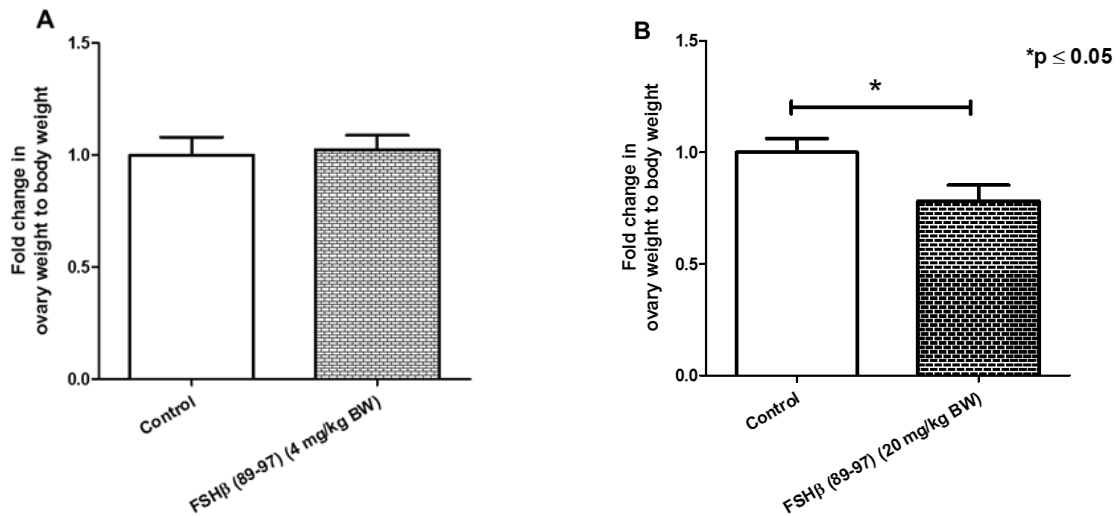 A
Fold change in
ovary weight to body weight
1.5
1.0
0.5
0.0
Control
FSHβ (89-97) (4 mg/kg BW)
B
Fold change in
ovary weight to body weight
1.5
1.0
0.5
0.0
*
*p ≤ 0.05
Control
FSHβ (89-97) (20 mg/kg BW)